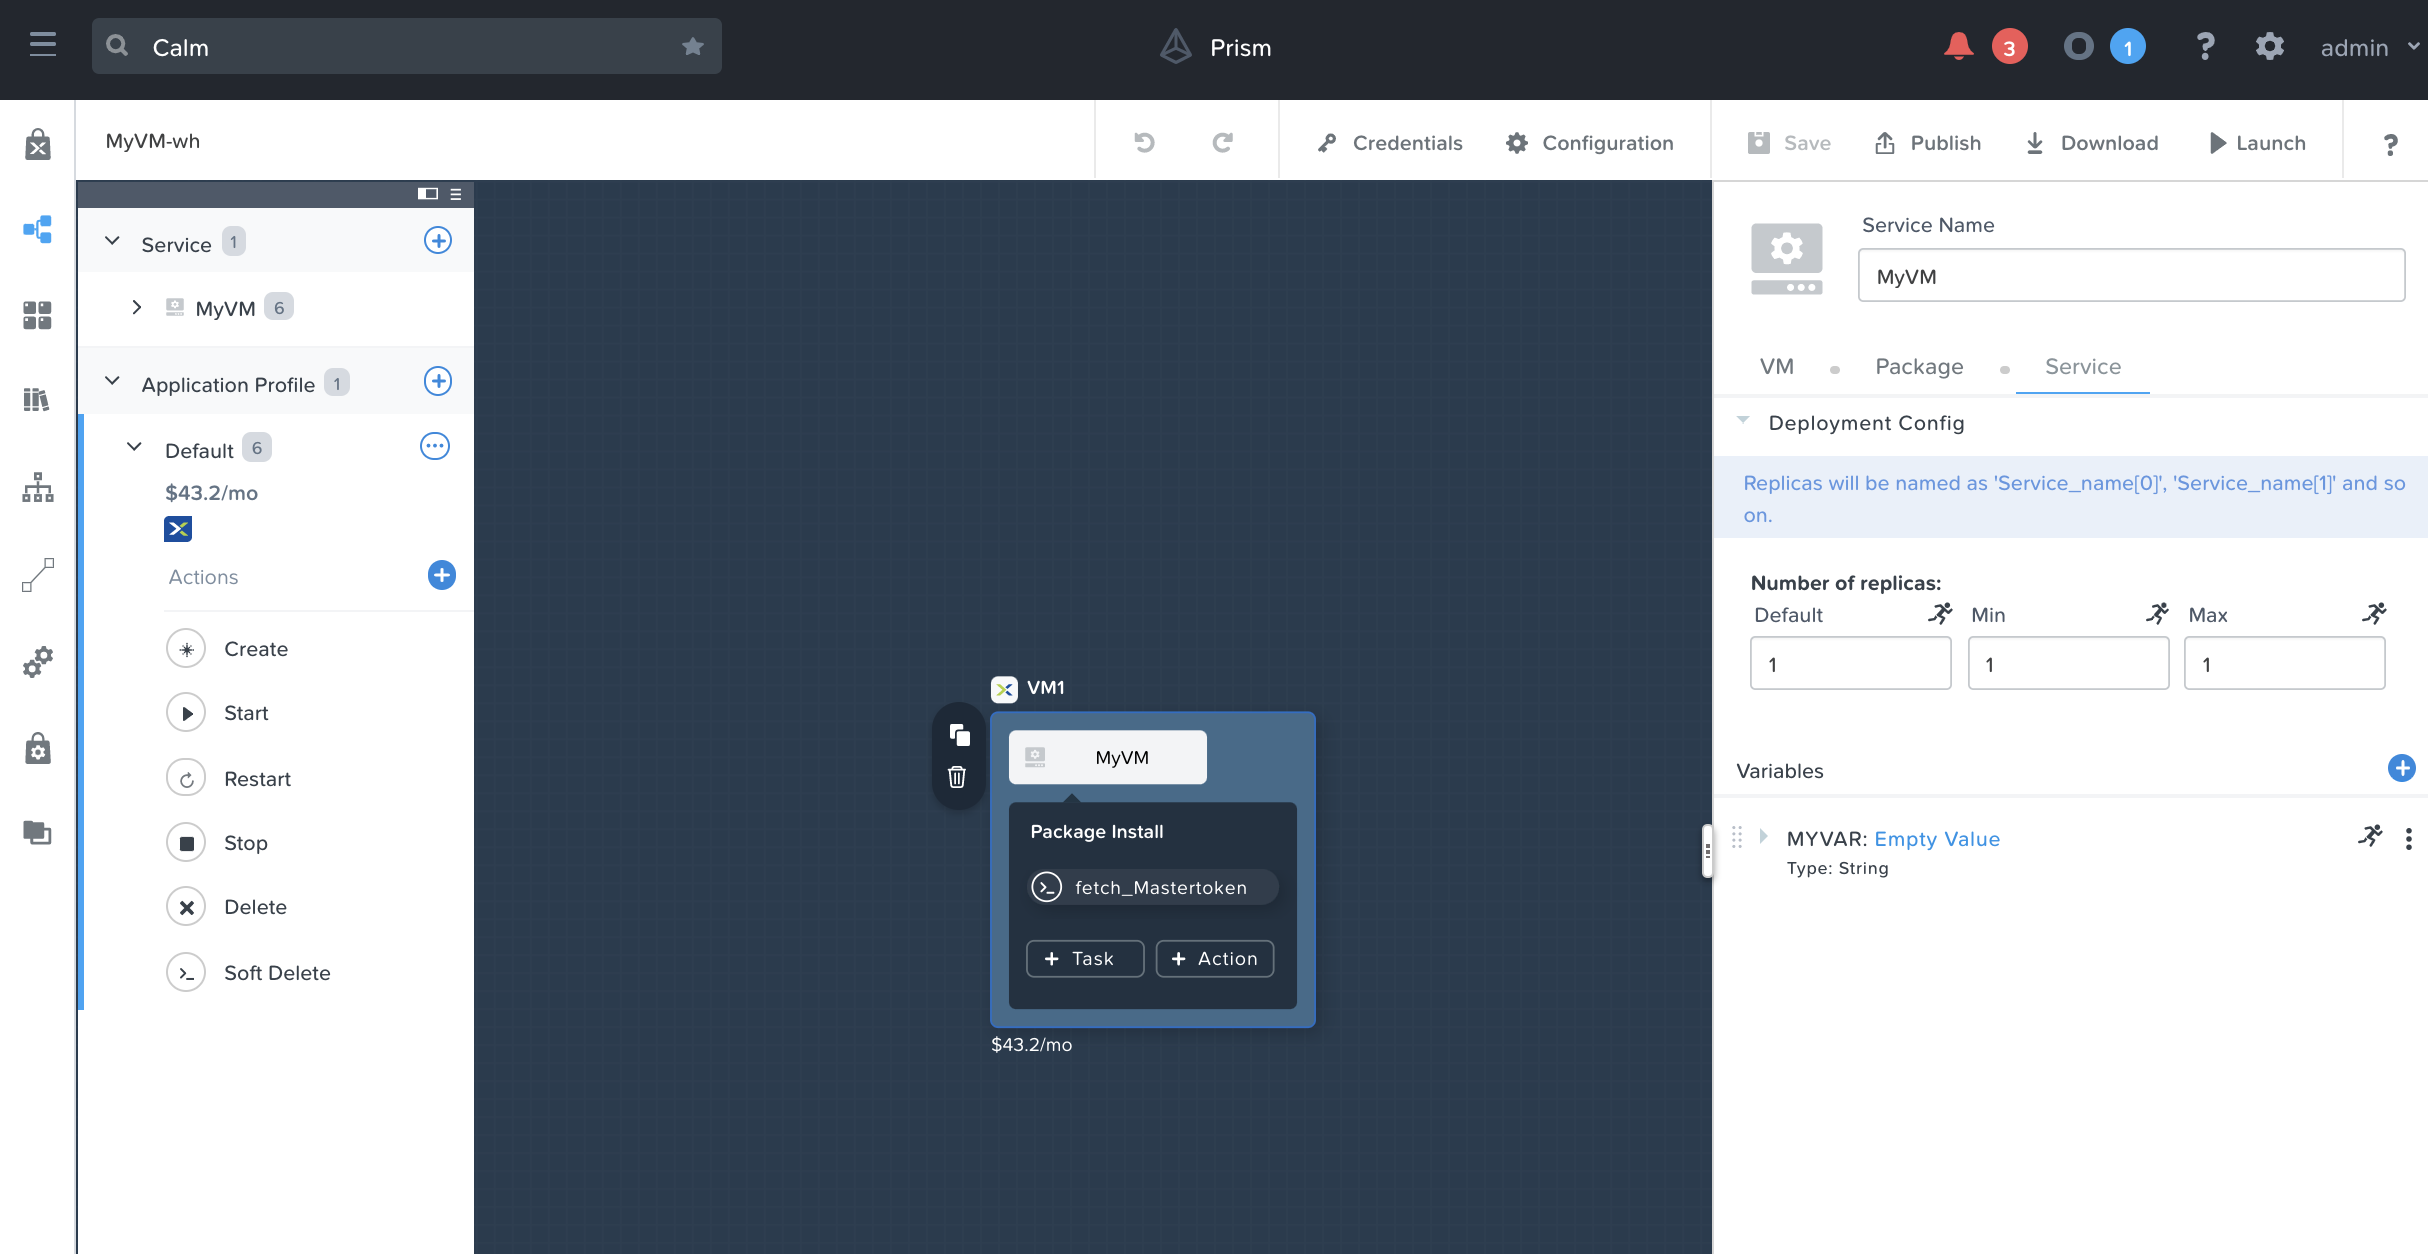 Calm
Prism
3
1
admin
MyVM-wh
Credentials
Configuration
Save
Publish
Download
Launch
Service 1
MyVM 6
Application Profile 1
Default 6
$43.2/mo
Actions
Create
Start
Restart
Stop
Delete
Soft Delete
VM1
MyVM
Package Install
fetch_Mastertoken
+ Task
+ Action
$43.2/mo
Service Name
MyVM
VM
Package
Service
Deployment Config
Replicas will be named as 'Service_name[0]', 'Service_name[1]' and so
on.
Number of replicas:
Default Min Max
1 1 1
Variables
MYVAR: Empty Value
Type: String